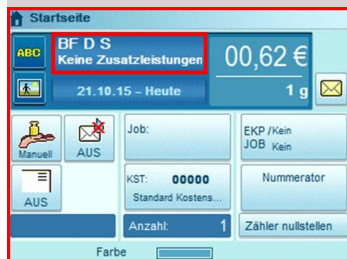 Startseite
ABC
BF D S
Keine Zusatzleistungen
00,62 €
21.10.15 – Heute
1 g
Manuell
AUS
Job:
EKP /Kein
JOB Kein
AUS
KST: 00000
Standard Kostens...
Nummerator
Anzahl: 1
Zähler nullstellen
Farbe